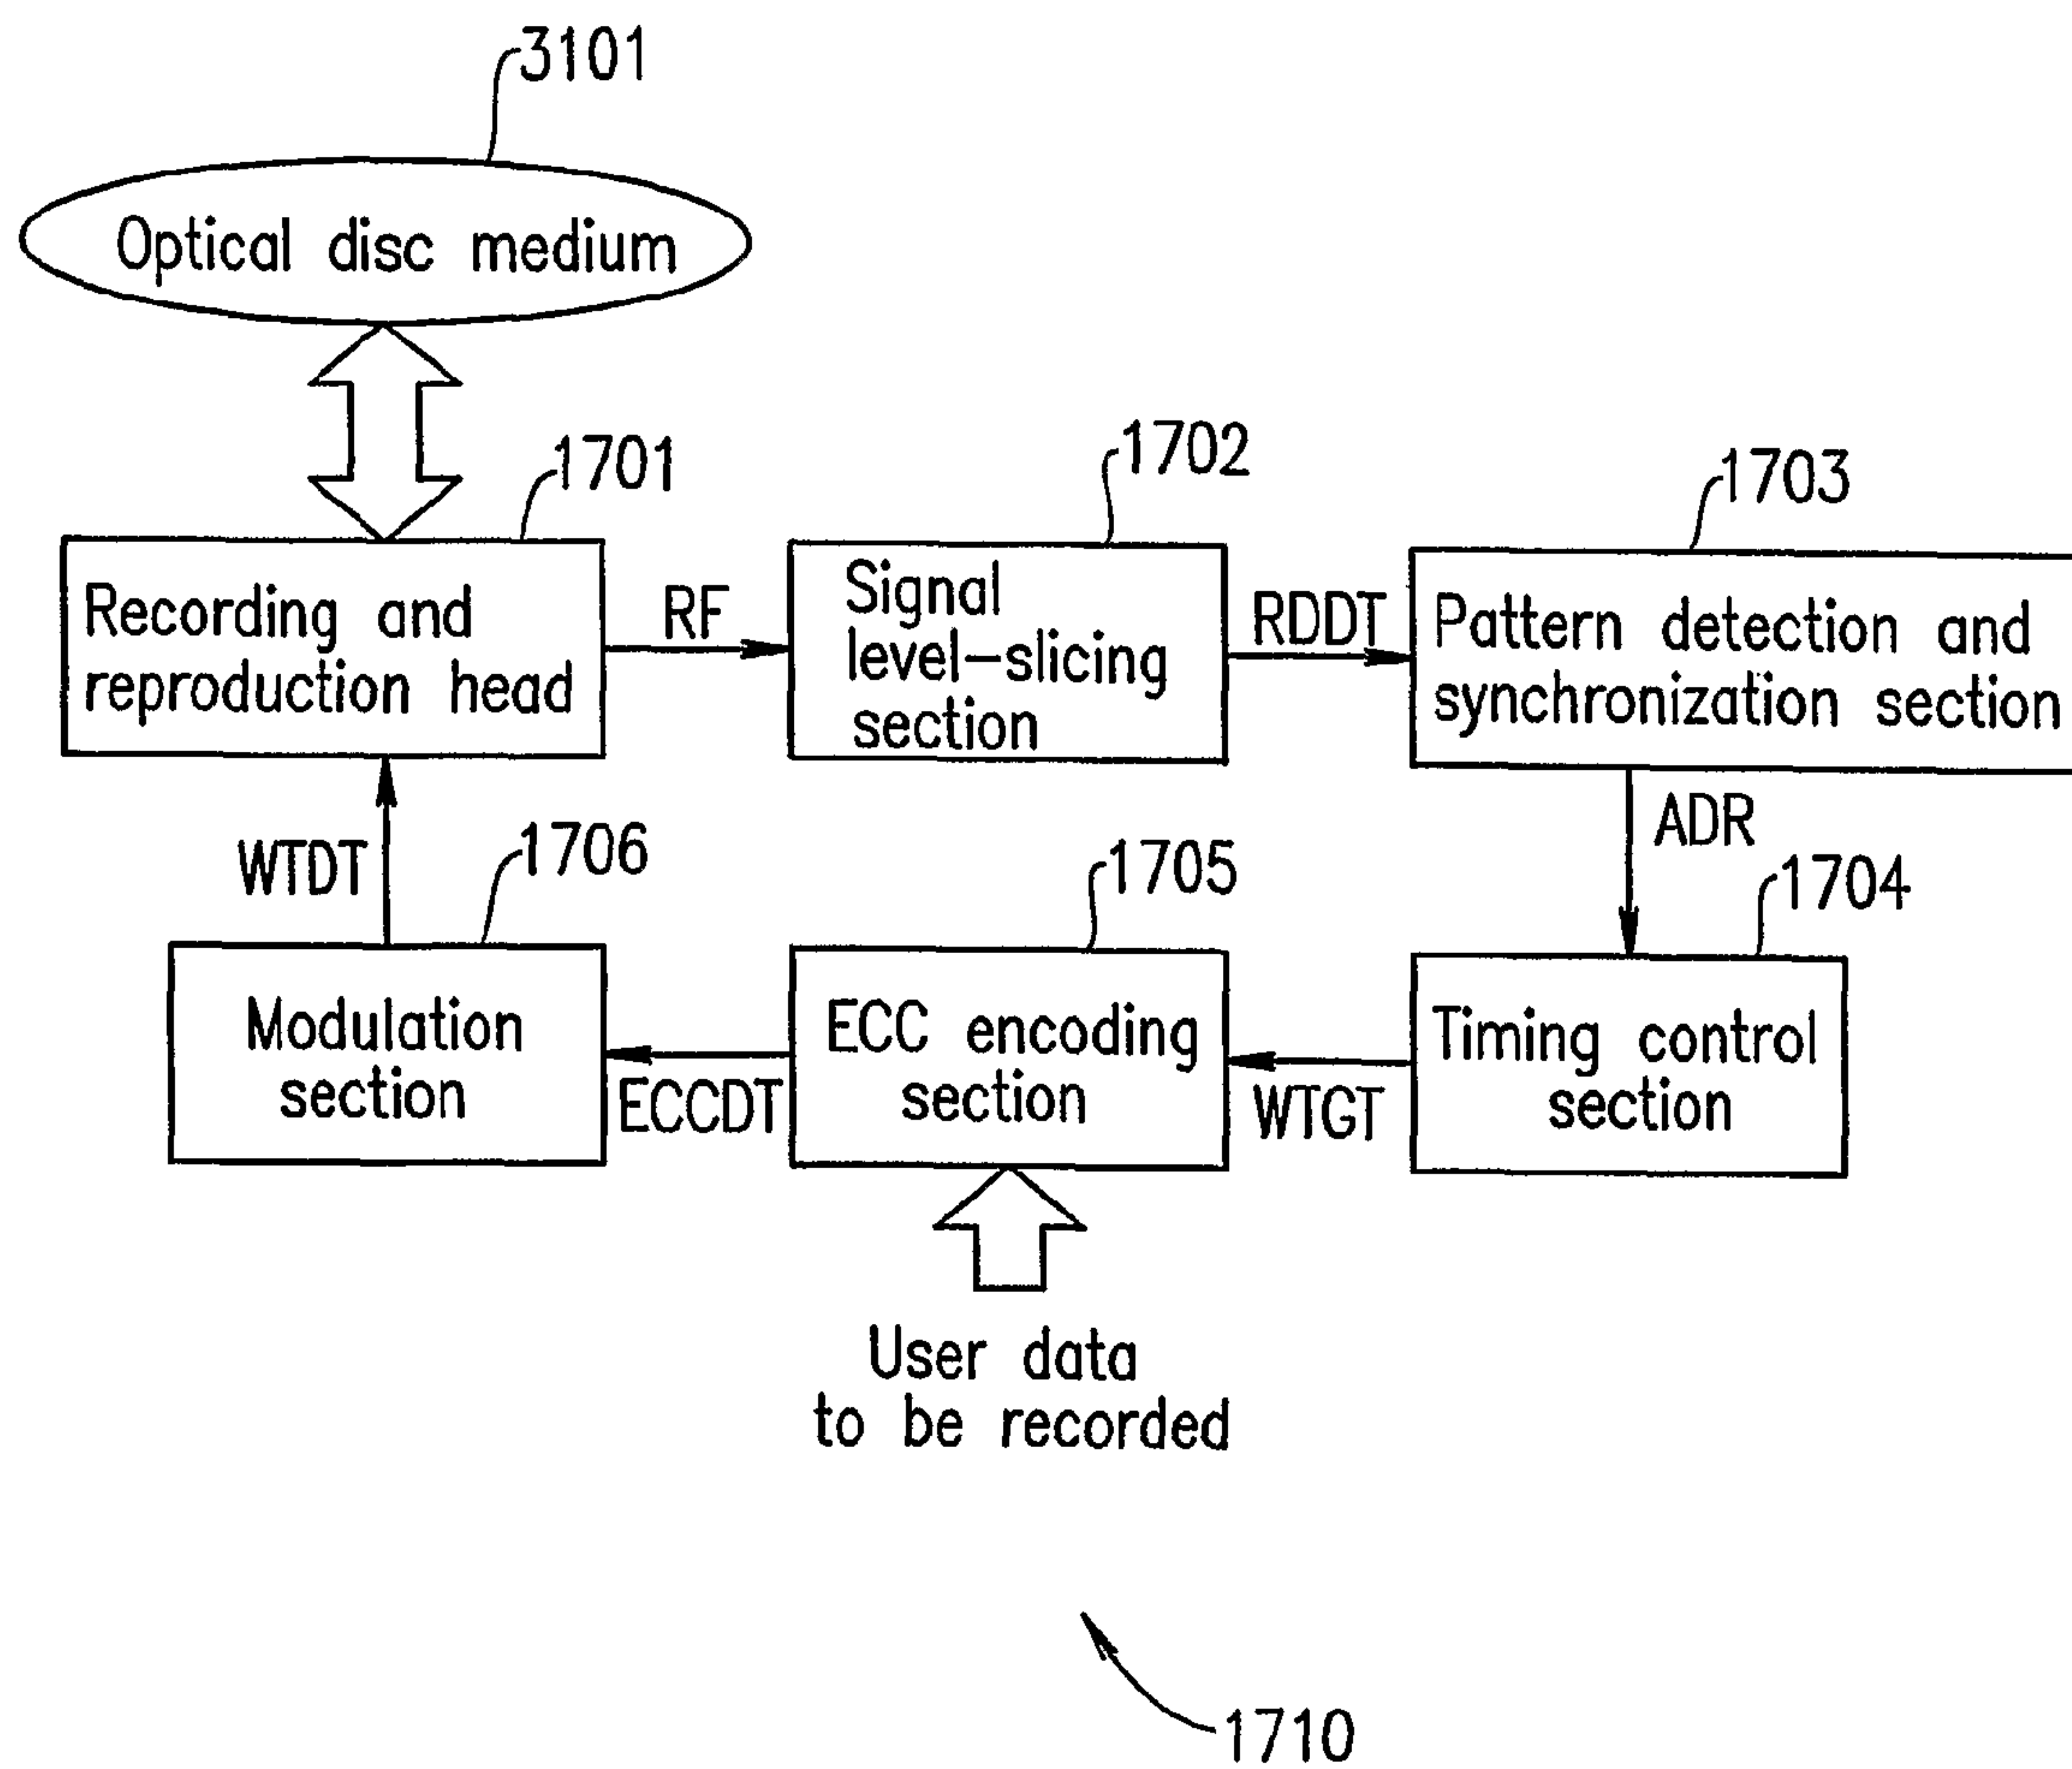 3101
Optical disc medium
1701
1702
1703
Recording and
reproduction head
RF
Signal
level-slicing
section
RDDT
Pattern detection and
synchronization section
WTDT
1706
1705
ADR
1704
Modulation
section
ECCDT
ECC encoding
section
WTGT
Timing control
section
User data
to be recorded
1710